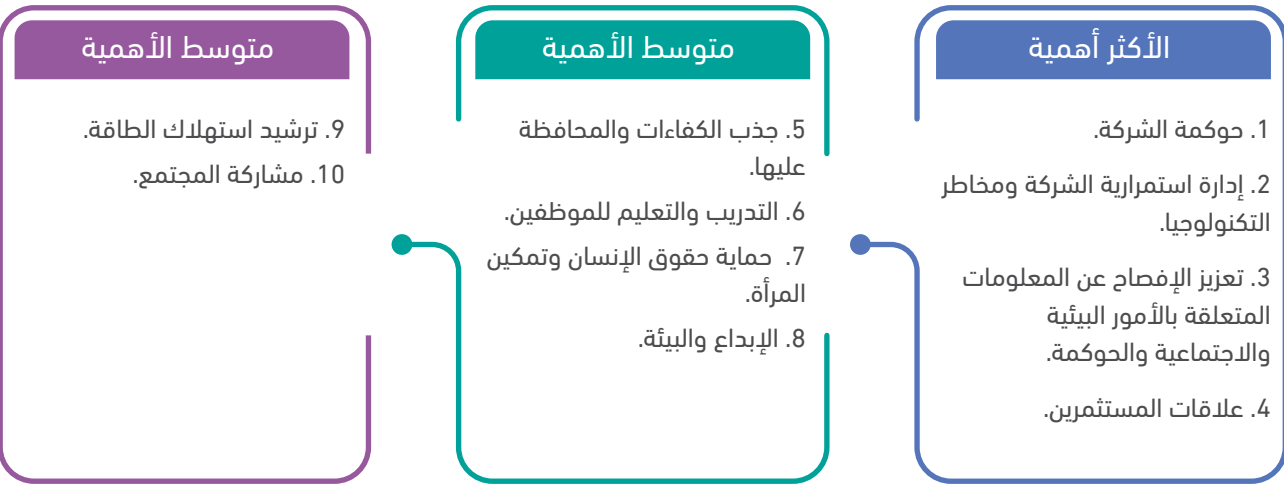 الأكثر أهمية
1. حوكمة الشركة.
2. إدارة استمرارية الشركة ومخاطر
التكنولوجيا.
3. تعزيز الإفصاح عن المعلومات
المتعلقة بالأمور البيئية
والاجتماعية والحوكمة.
4. علاقات المستثمرين.
متوسط الأهمية
5. جذب الكفاءات والمحافظة
عليها.
6. التدريب والتعليم للموظفين.
7. حماية حقوق الإنسان وتمكين
المرأة.
8. الإبداع والبيئة.
متوسط الأهمية
9. ترشيد استهلاك الطاقة.
10. مشاركة المجتمع.